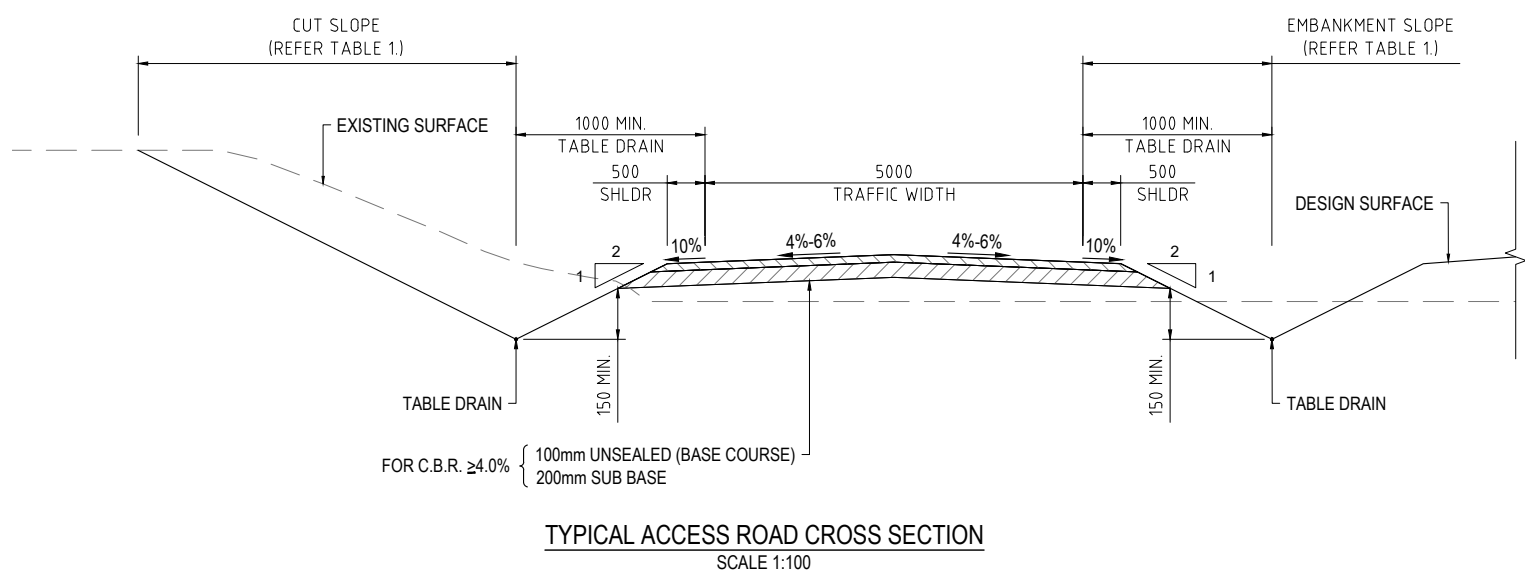 CUT SLOPE
(REFER TABLE 1.)
EMBANKMENT SLOPE
(REFER TABLE 1.)
EXISTING SURFACE
1000 MIN.
TABLE DRAIN
1000 MIN.
TABLE DRAIN
500
SHLDR
5000
TRAFFIC WIDTH
500
SHLDR
DESIGN SURFACE
2
1
10%
4%-6%
4%-6%
10%
2
1
150 MIN.
150 MIN.
TABLE DRAIN
TABLE DRAIN
FOR C.B.R. ≥4.0%
100mm UNSEALED (BASE COURSE)
200mm SUB BASE
TYPICAL ACCESS ROAD CROSS SECTION
SCALE 1:100